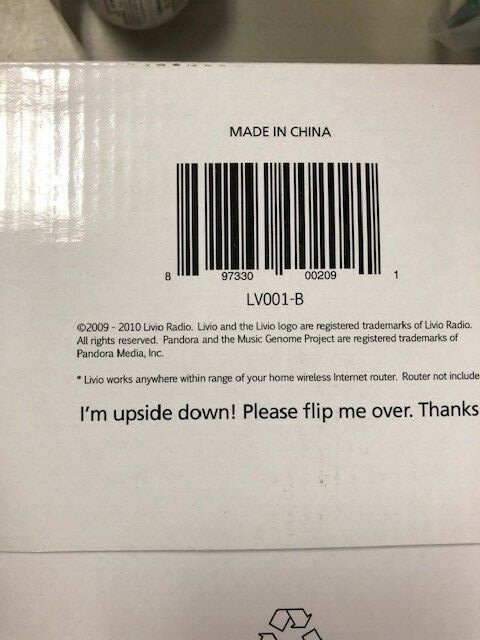 MADE IN CHINA
8 97330 00209 1
LV001-B
©2009 - 2010 Livio Radio. Livio and the Livio logo are registered trademarks of Livio Radio.
All rights reserved. Pandora and the Music Genome Project are registered trademarks of
Pandora Media, Inc.
* Livio works anywhere within range of your home wireless Internet router. Router not include
I'm upside down! Please flip me over. Thanks